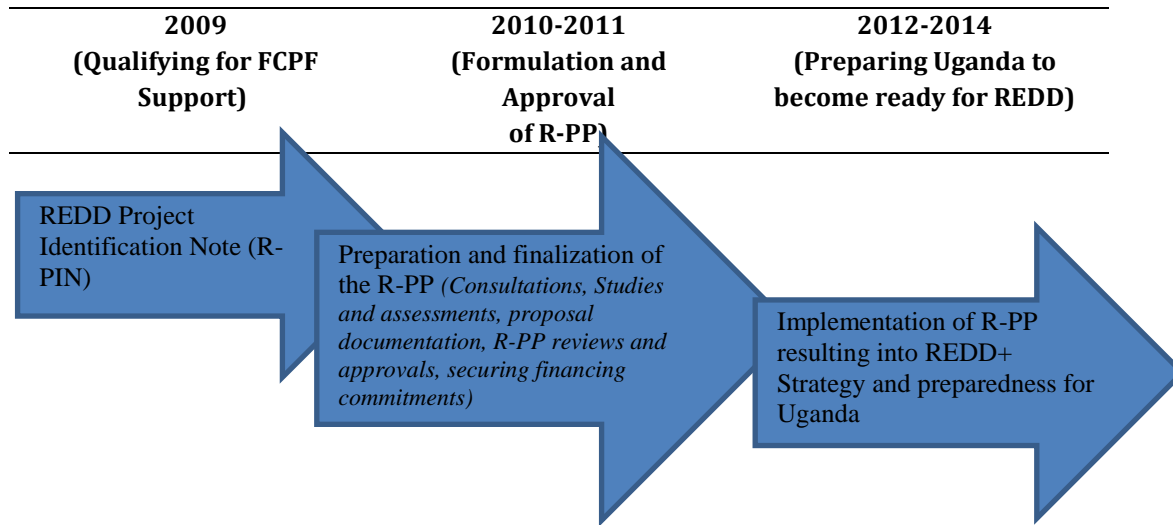 2009
(Qualifying for FCPF
Support)
2010-2011
(Formulation and
Approval
of R-PP)
2012-2014
(Preparing Uganda to
become ready for REDD)
REDD Project
Identification Note (R-
PIN)
Preparation and finalization of
the R-PP (Consultations, Studies
and assessments, proposal
documentation, R-PP reviews and
approvals, securing financing
commitments)
Implementation of R-PP
resulting into REDD+
Strategy and preparedness for
Uganda